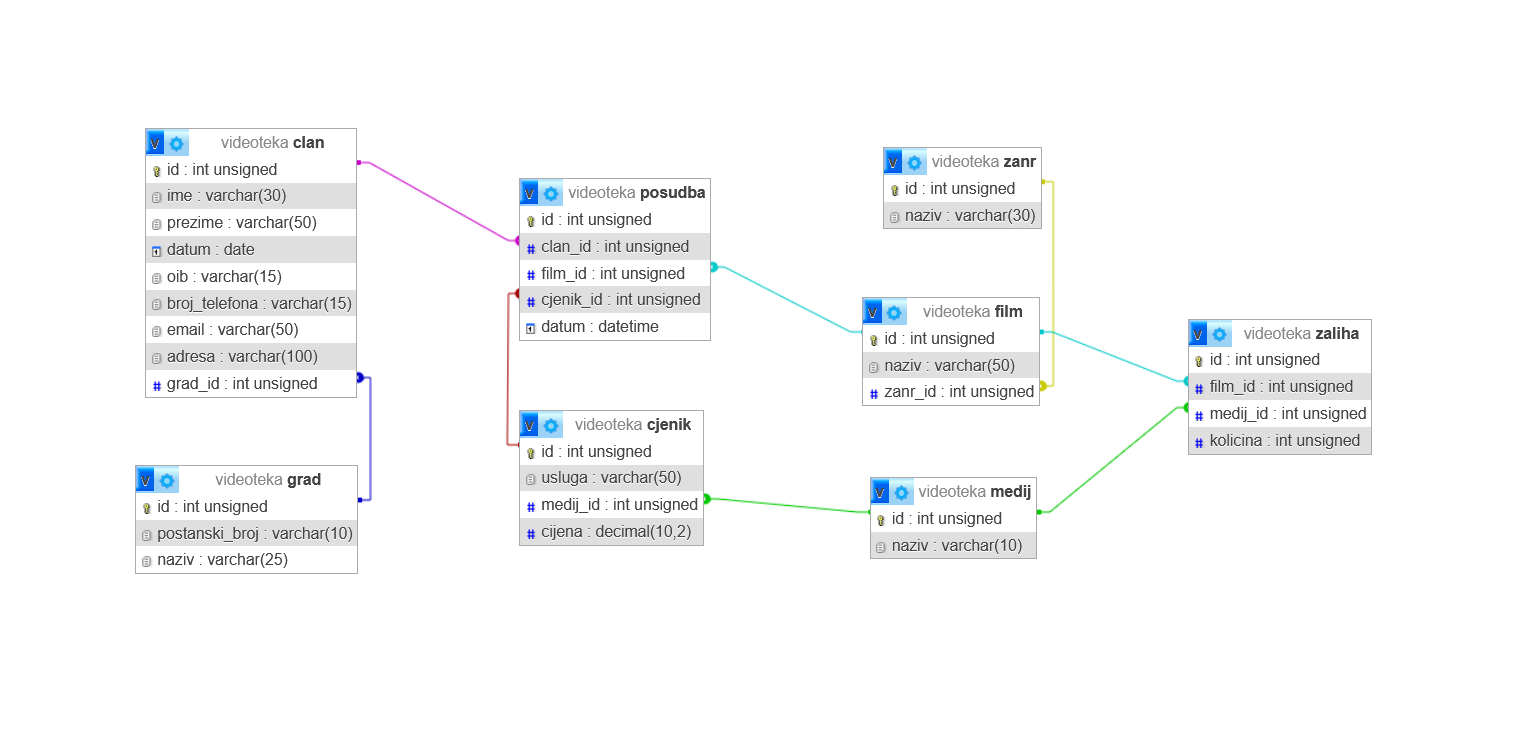 videoteka clan
id : int unsigned
ime : varchar(30)
prezime : varchar(50)
datum : date
oib : varchar(15)
broj_telefona : varchar(15)
email : varchar(50)
adresa : varchar(100)
grad_id : int unsigned
videoteka grad
id : int unsigned
postanski_broj : varchar(10)
naziv : varchar(25)
videoteka posudba
id : int unsigned
clan_id : int unsigned
film_id : int unsigned
cjenik_id : int unsigned
datum : datetime
videoteka cjenik
id : int unsigned
usluga : varchar(50)
medij_id : int unsigned
cijena : decimal(10,2)
videoteka zanr
id : int unsigned
naziv : varchar(30)
videoteka film
id : int unsigned
naziv : varchar(50)
zanr_id : int unsigned
videoteka medij
id : int unsigned
naziv : varchar(10)
videoteka zaliha
id : int unsigned
film_id : int unsigned
medij_id : int unsigned
kolicina : int unsigned